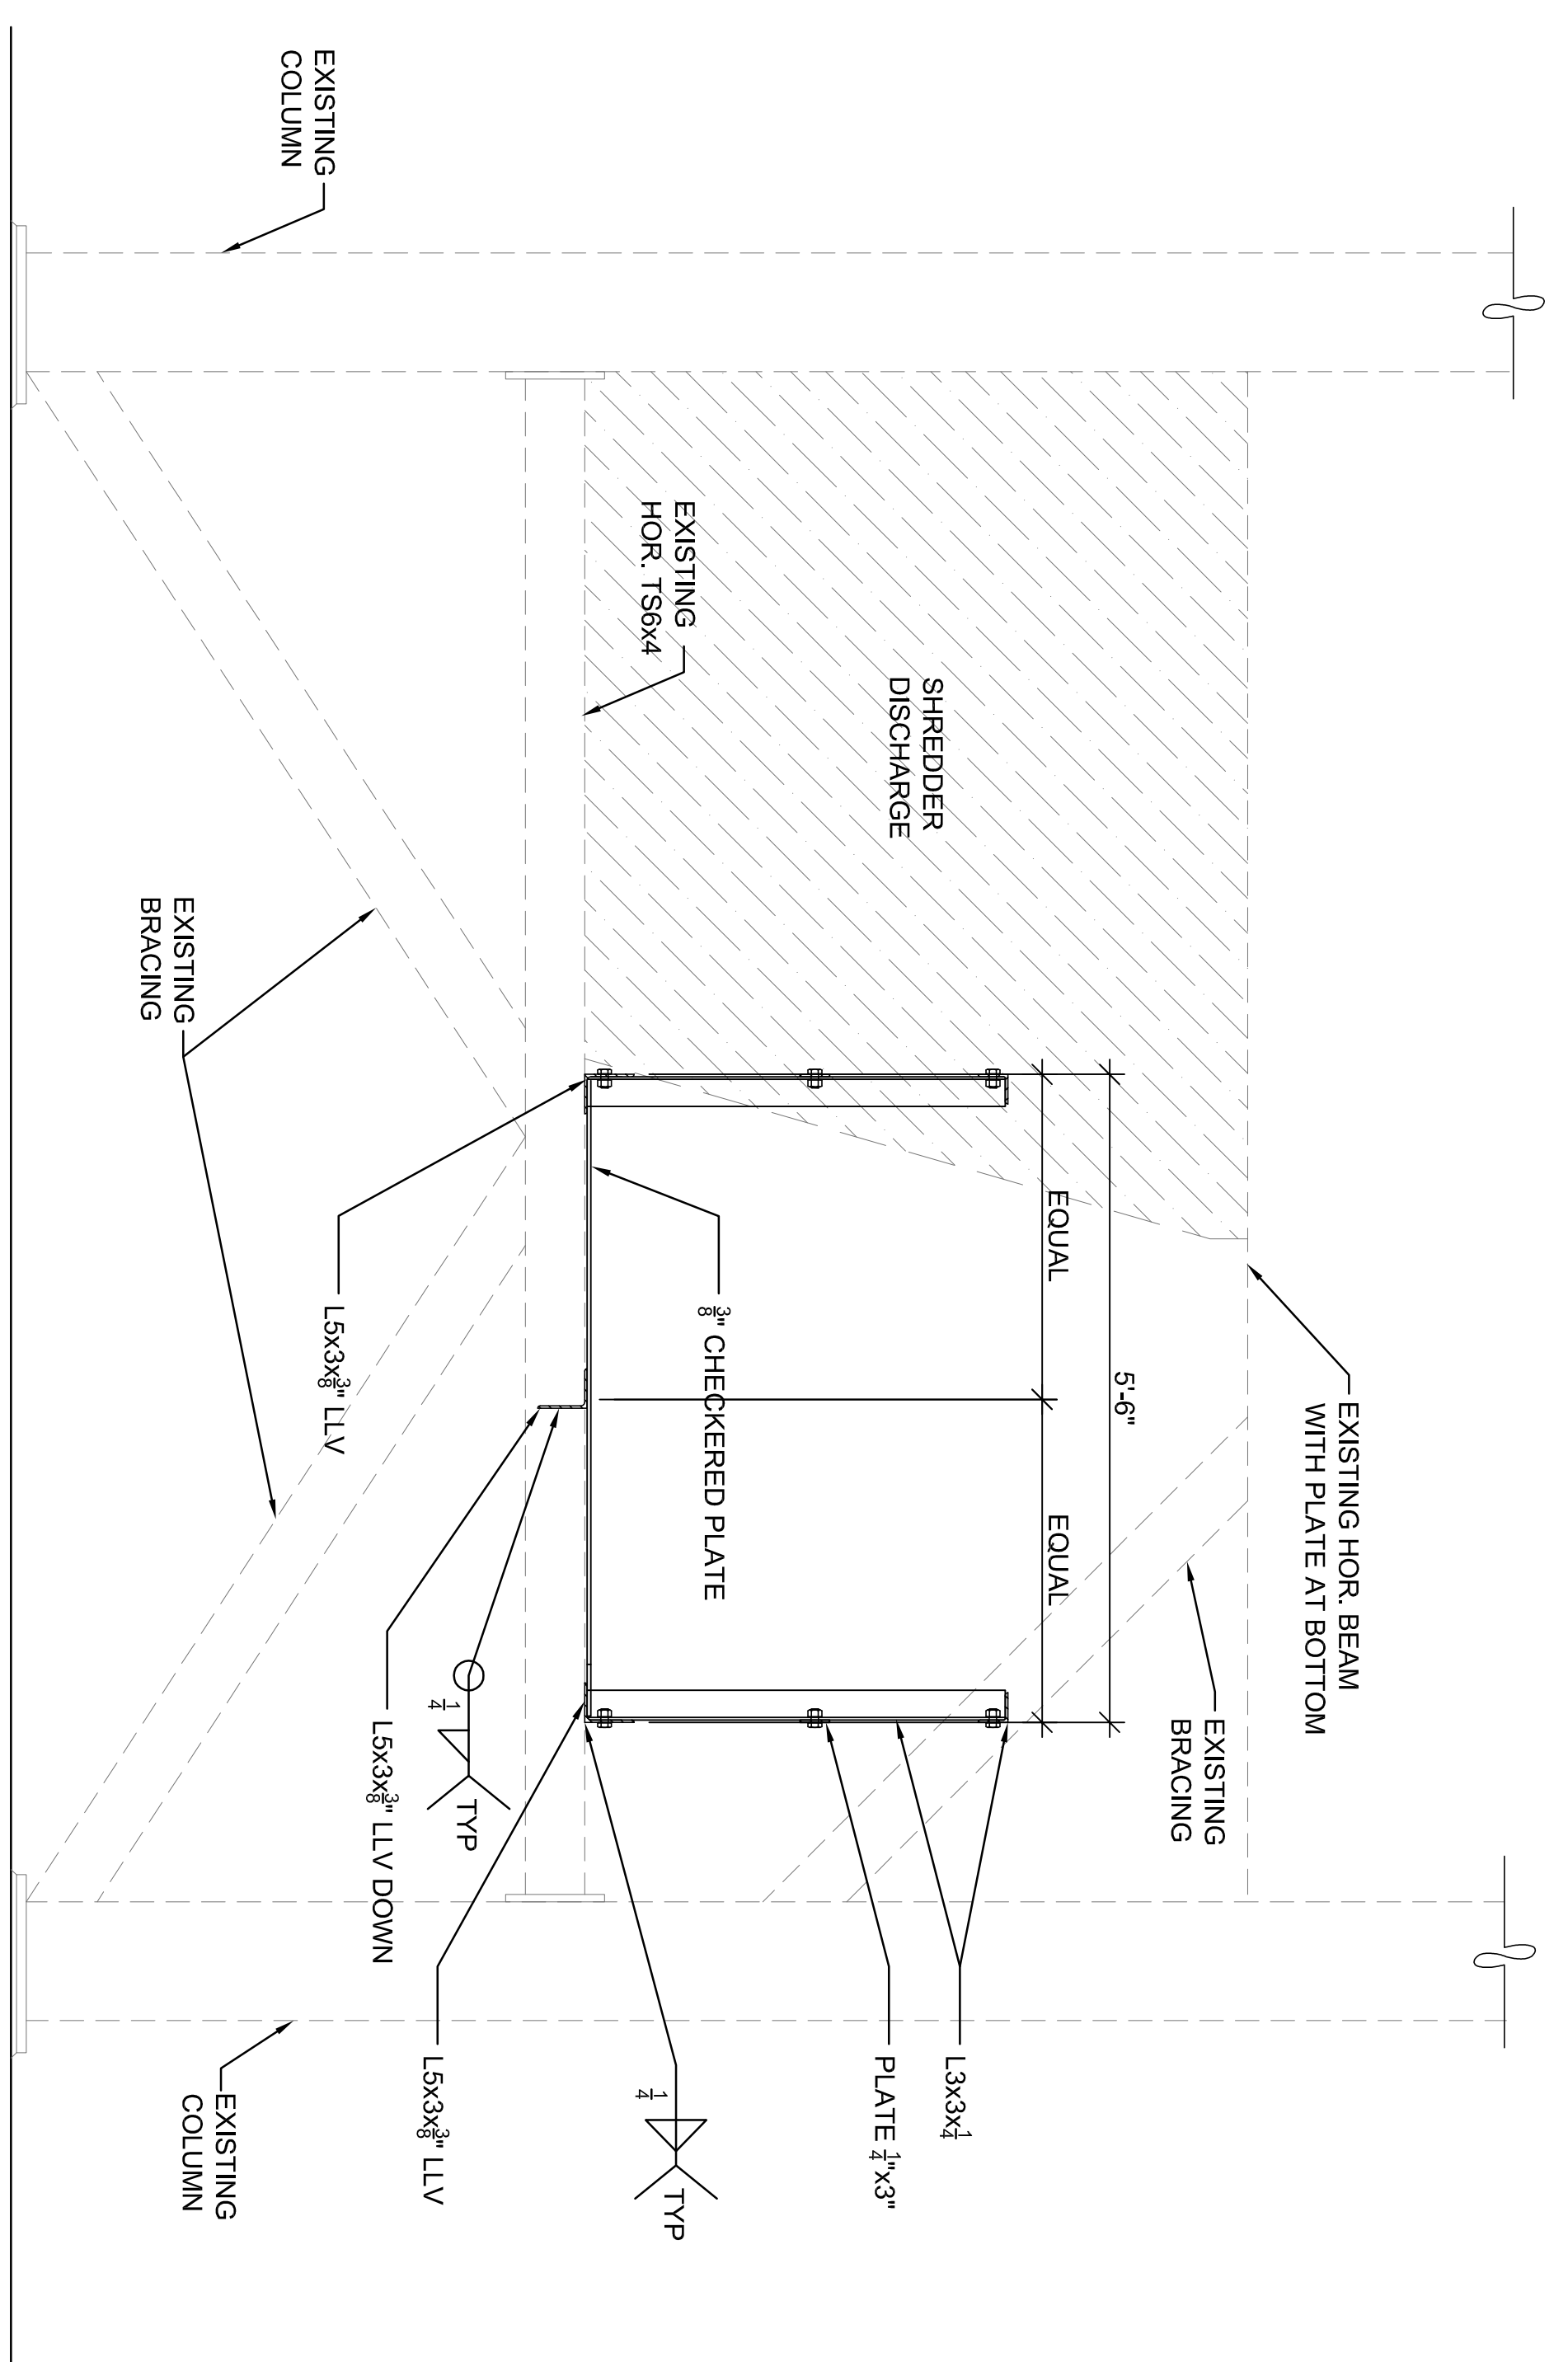 EXISTING HOR. BEAM
WITH PLATE AT BOTTOM
EXISTING
BRACING
5'-6"
EQUAL
EQUAL
SHREDDER
DISCHARGE
L3x3x1/4
PLATE 1/4"x3"
3/8" CHECKERED PLATE
EXISTING
HOR. TS6x4
1/4
TYP
1/4
TYP
L5x3x3/8" LLV
L5x3x3/8" LLV DOWN
L5x3x3/8" LLV
EXISTING
COLUMN
EXISTING
BRACING
EXISTING
COLUMN